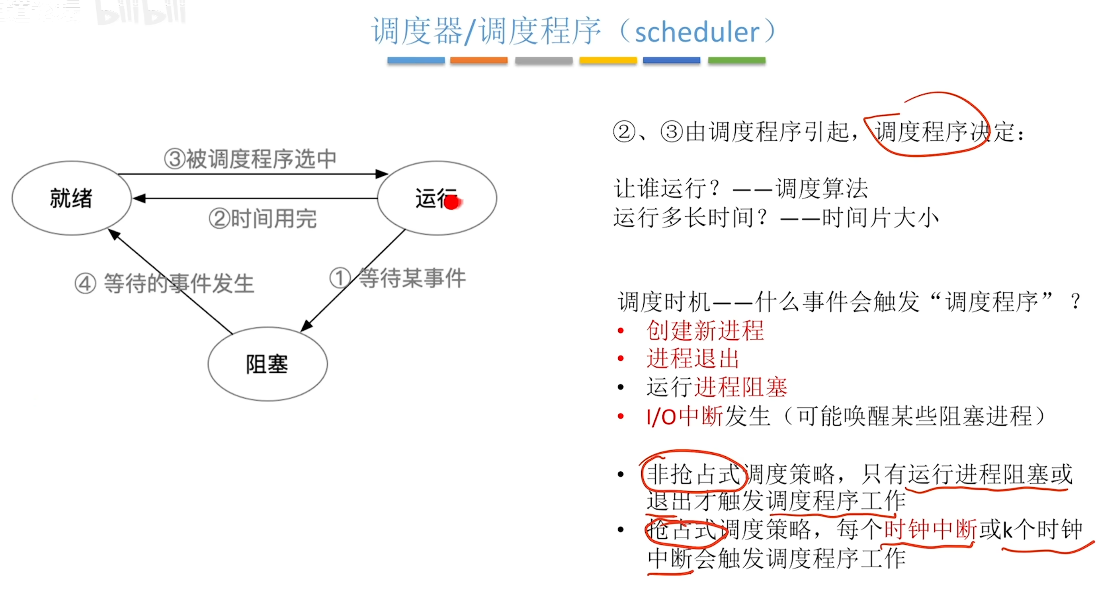 bilibili
调度器/调度程序（scheduler）
②、③由调度程序引起，调度程序决定：
③被调度程序选中
就绪
运行
让谁运行？——调度算法
②时间用完
运行多长时间？——时间片大小
④ 等待的事件发生
① 等待某事件
阻塞
调度时机——什么事件会触发“调度程序”？
• 创建新进程
• 进程退出
• 运行进程阻塞
• I/O中断发生（可能唤醒某些阻塞进程）
• 非抢占式调度策略，只有运行进程阻塞或
退出才触发调度程序工作
• 抢占式调度策略，每个时钟中断或k个时钟
中断会触发调度程序工作